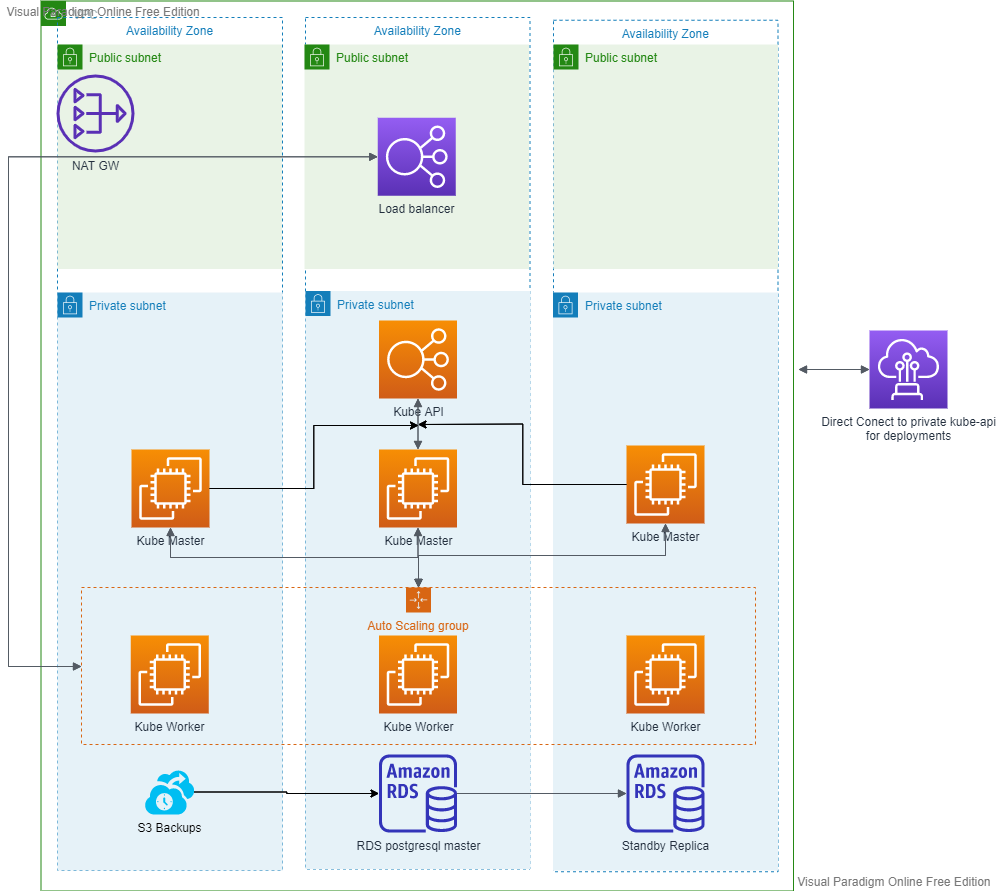 Visual Paradigm Online Free Edition
VPC
Availability Zone
Availability Zone
Availability Zone
Public subnet
Public subnet
Public subnet
NAT GW
Load balancer
Private subnet
Private subnet
Private subnet
Kube API
Direct Conect to private kube-api
for deployments
Kube Master
Kube Master
Kube Master
Auto Scaling group
Kube Worker
Kube Worker
Kube Worker
Amazon
RDS
Amazon
RDS
S3 Backups
RDS postgresql master
Standby Replica
Visual Paradigm Online Free Edition